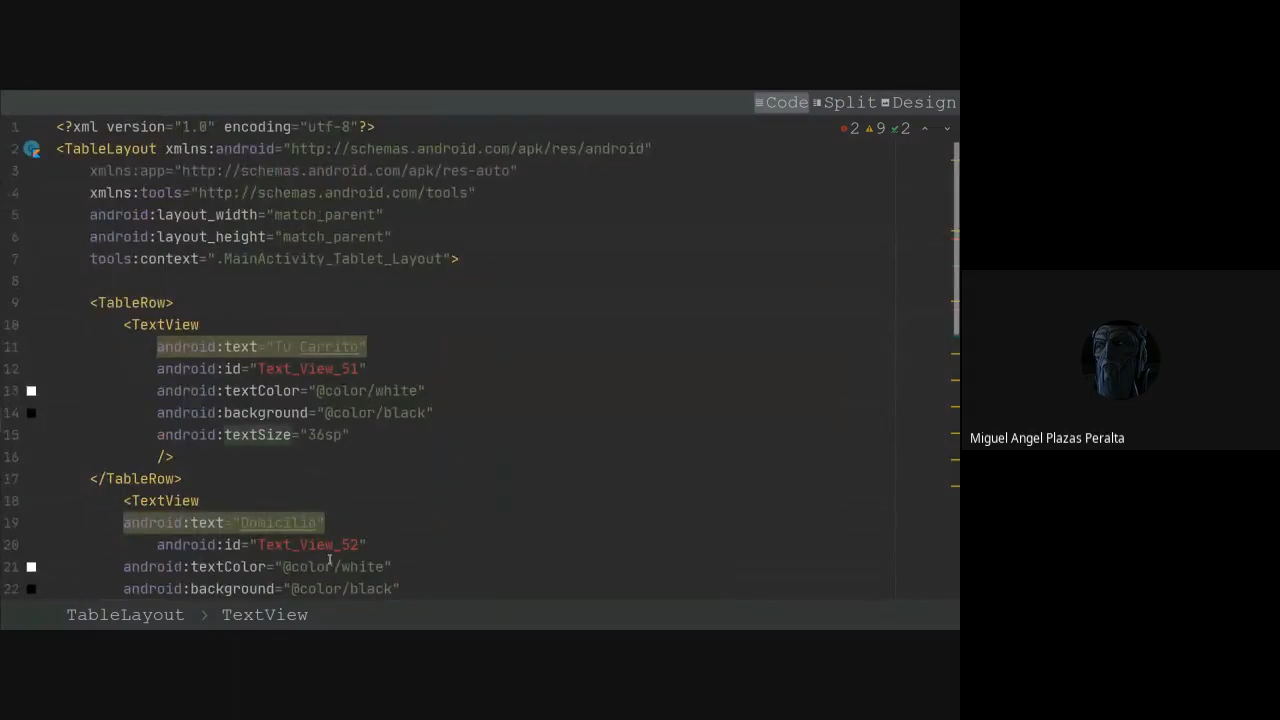 Code Split Design
2 9 2
1 <?xml version="1.0" encoding="utf-8"?>
2 <TableLayout xmlns:android="http://schemas.android.com/apk/res/android"
3 xmlns:app="http://schemas.android.com/apk/res-auto"
4 xmlns:tools="http://schemas.android.com/tools"
5 android:layout_width="match_parent"
6 android:layout_height="match_parent"
7 tools:context=".MainActivity_Tablet_Layout">
8
9 <TableRow>
10 <TextView
11 android:text="Tu Carrito"
12 android:id="Text_View_51"
13 android:textColor="@color/white"
14 android:background="@color/black"
15 android:textSize="36sp"
16 />
17 </TableRow>
18 <TextView
19 android:text="Domicilio"
20 android:id="Text_View_52"
21 android:textColor="@color/white"
22 android:background="@color/black"
TableLayout > TextView
Miguel Angel Plazas Peralta